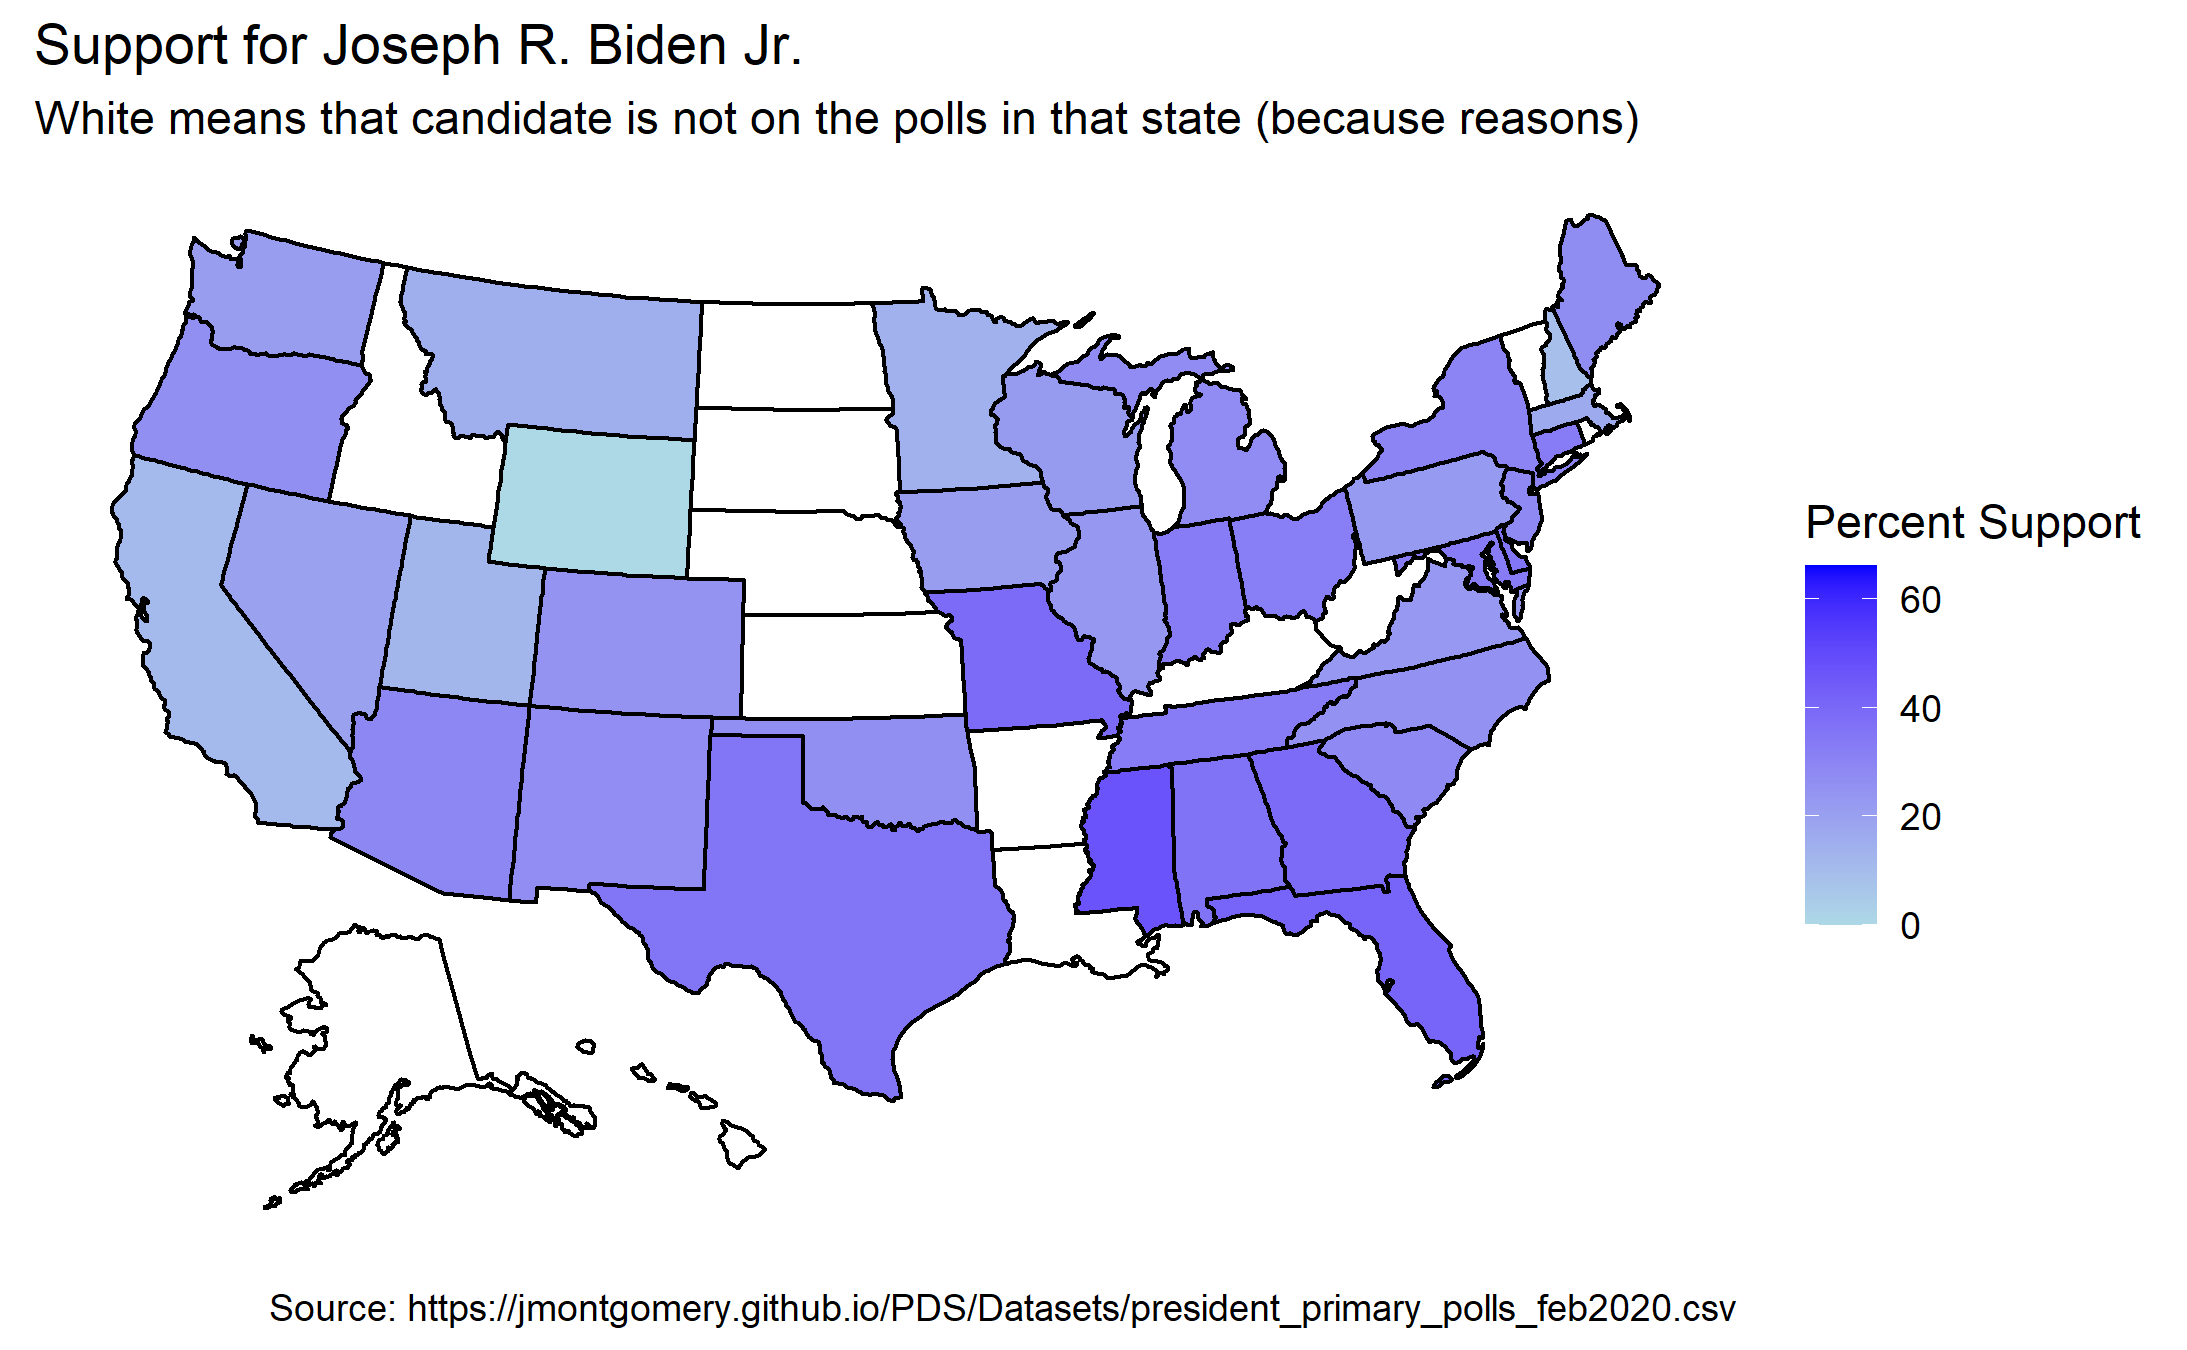 Support for Joseph R. Biden Jr.
White means that candidate is not on the polls in that state (because reasons)
Percent Support
60
40
20
0
Source: https://jmontgomery.github.io/PDS/Datasets/president_primary_polls_feb2020.csv